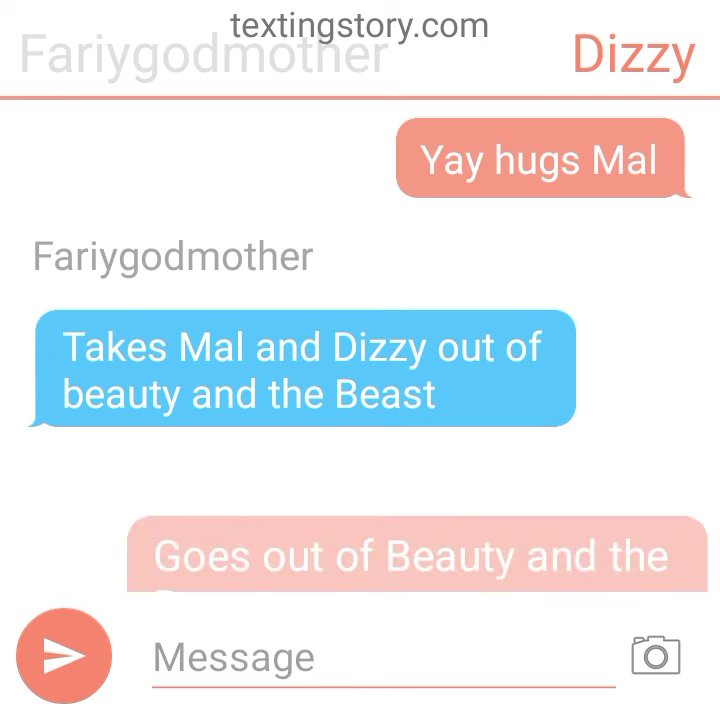 textingstory.com
Fariygodmother
Dizzy
Yay hugs Mal
Fariygodmother
Takes Mal and Dizzy out of
beauty and the Beast
Goes out of Beauty and the
Message